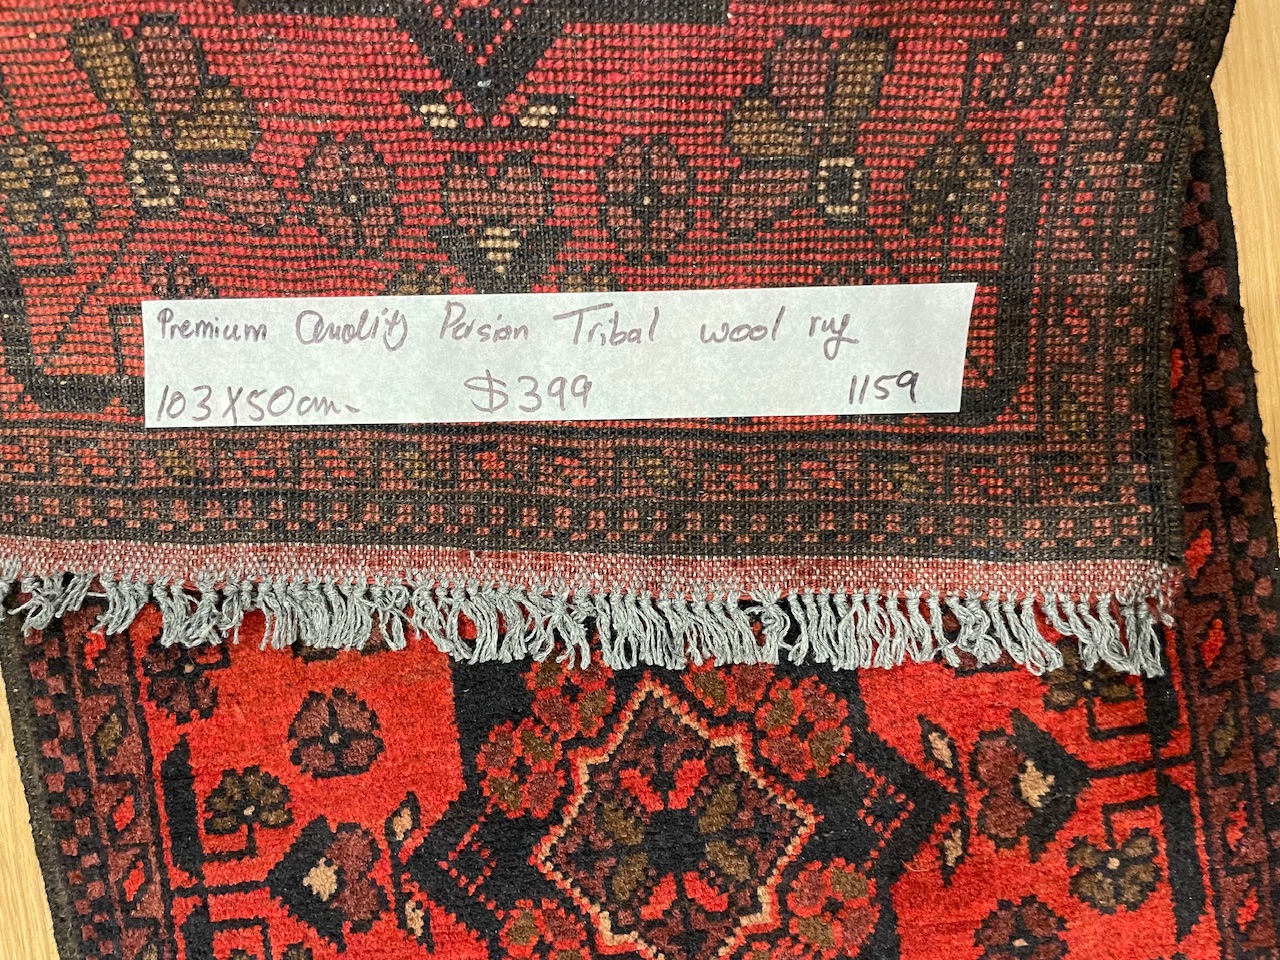 Premium Quality Persian Tribal wool rug
103X50cm. $399 1159